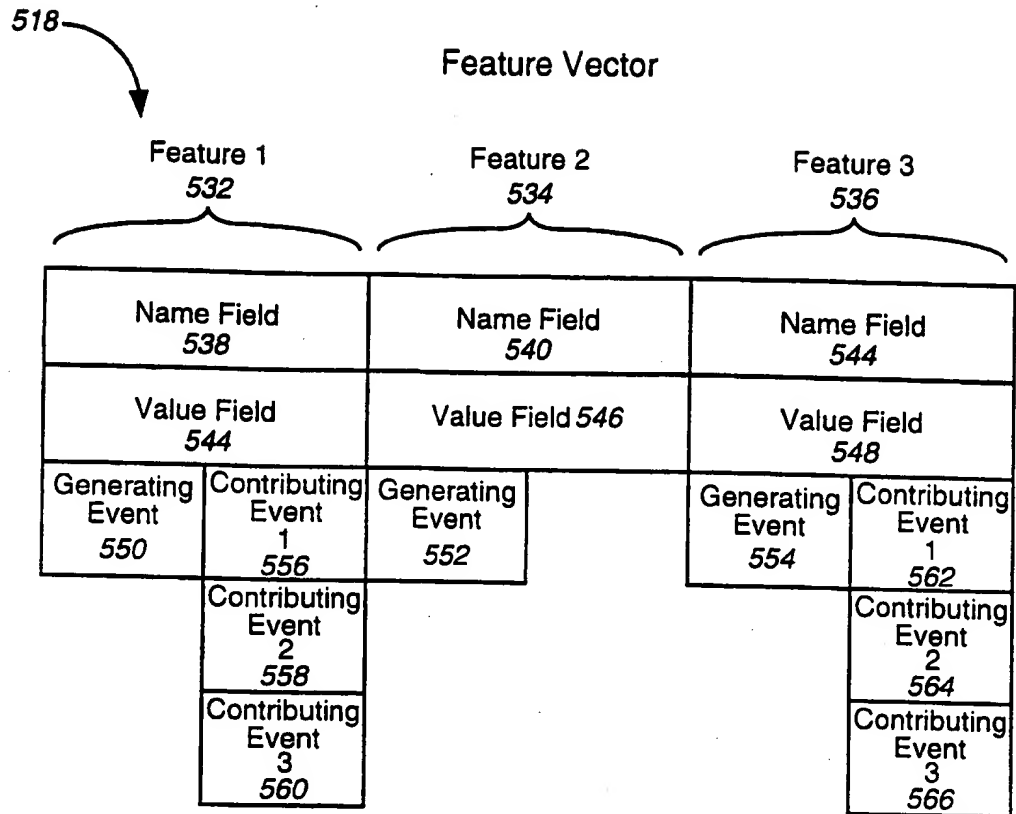 518
Feature Vector
Feature 1
532
Feature 2
534
Feature 3
536
Name Field
538
Name Field
540
Name Field
544
Value Field
544
Value Field 546
Value Field
548
Generating
Event
550
Contributing
Event
1
556
Generating
Event
552
Generating
Event
554
Contributing
Event
1
562
Contributing
Event
2
558
Contributing
Event
2
564
Contributing
Event
3
560
Contributing
Event
3
566